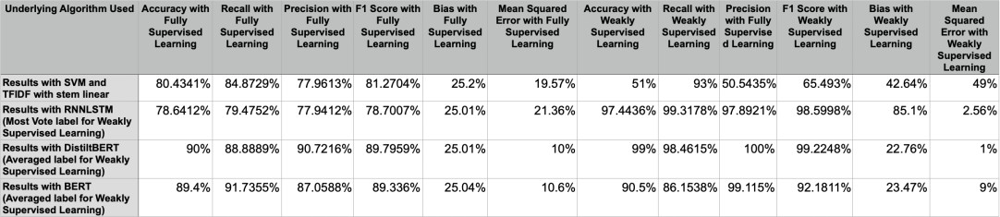 Underlying Algorithm Used Accuracy with Fully Supervised Learning Recall with Fully Supervised Learning Precision with Fully Supervised Learning F1 Score with Fully Supervised Learning Bias with Fully Supervised Learning Mean Squared Error with Fully Supervised Learning Accuracy with Weakly Supervised Learning Recall with Weakly Supervised Learning Precision with Fully Supervise d Learning F1 Score with Weakly Supervised Learning Bias with Weakly Supervised Learning Mean Squared Error with Weakly Supervised Learning
Results with SVM and TFIDF with stem linear 80.4341% 84.8729% 77.9613% 81.2704% 25.2% 19.57% 51% 93% 50.5435% 65.493% 42.64% 49%
Results with RNNLSTM (Most Vote label for Weakly Supervised Learning) 78.6412% 79.4752% 77.9412% 78.7007% 25.01% 21.36% 97.4436% 99.3178% 97.8921% 98.5998% 85.1% 2.56%
Results with DistiltBERT (Averaged label for Weakly Supervised Learning) 90% 88.8889% 90.7216% 89.7959% 25.01% 10% 99% 98.4615% 100% 99.2248% 22.76% 1%
Results with BERT (Averaged label for Weakly Supervised Learning) 89.4% 91.7355% 87.0588% 89.336% 25.04% 10.6% 90.5% 86.1538% 99.115% 92.1811% 23.47% 9%